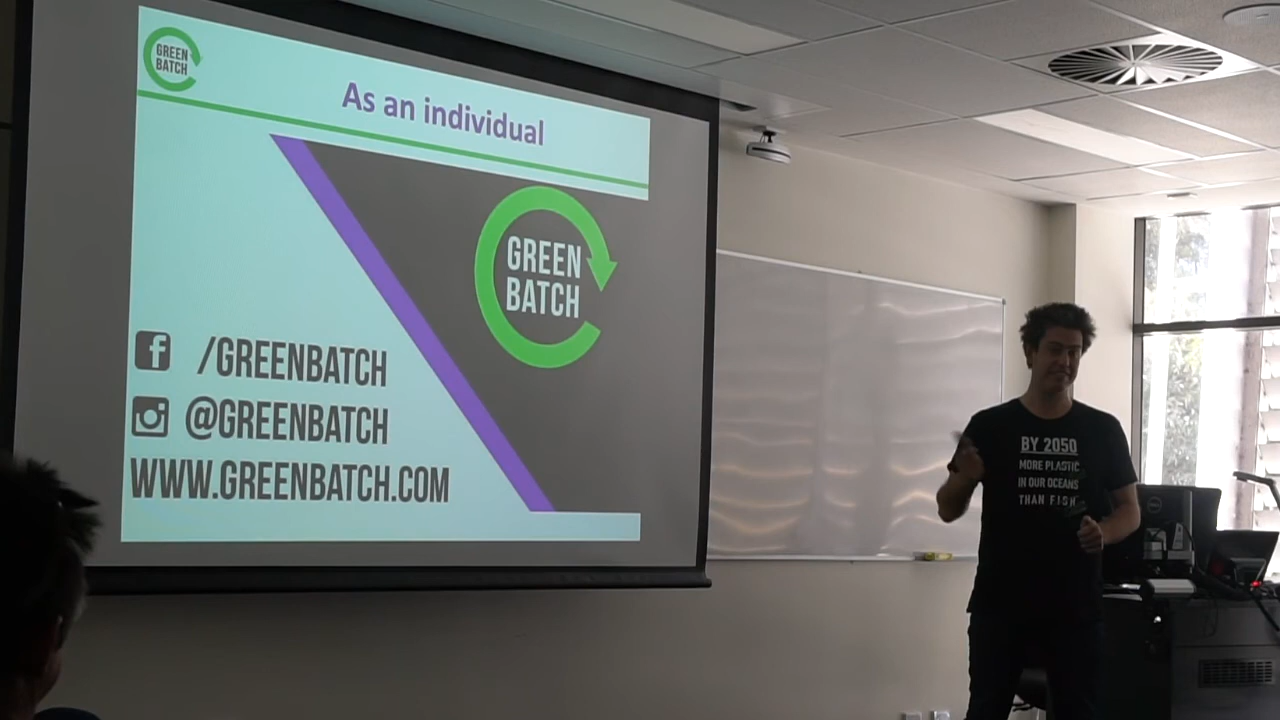 GREEN
BATCH
As an individual
GREEN
BATCH
/GREENBATCH
@GREENBATCH
WWW.GREENBATCH.COM
BY 2050
MORE PLASTIC
IN OUR OCEANS
THAN FISH